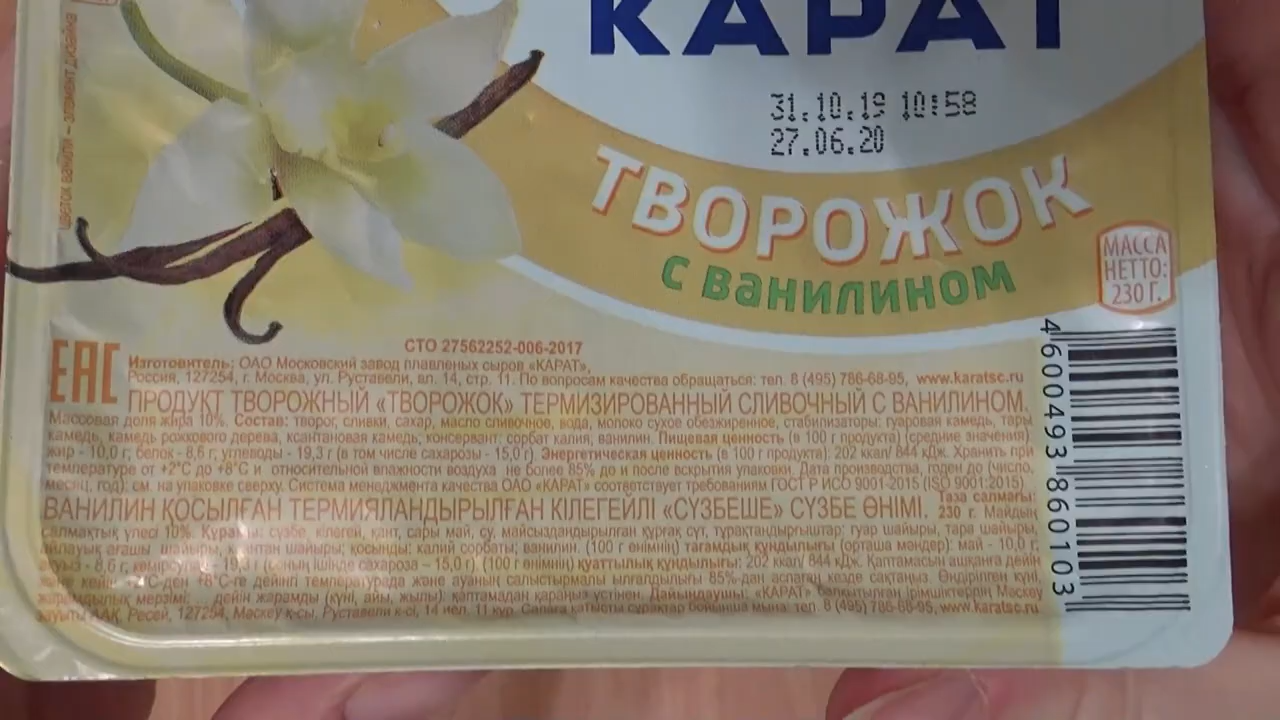 КАРАТ
31.10.19 10:58
27.06.20
ТВОРОЖОК
с ванилином
МАССА
НЕТТО:
230 Г.
ЦВЕТОК ВАНИЛИ – ЭЛЕМЕНТ ДИЗАЙНА
EAC
СТО 27562252-006-2017
Изготовитель: ОАО Московский завод плавленых сыров «КАРАТ»,
Россия, 127254, г. Москва, ул. Руставели, вл. 14, стр. 11. По вопросам качества обращаться: тел. 8 (495) 786-68-95, www.karatsc.ru
ПРОДУКТ ТВОРОЖНЫЙ «ТВОРОЖОК» ТЕРМИЗИРОВАННЫЙ СЛИВОЧНЫЙ С ВАНИЛИНОМ.
Массовая доля жира 10%. Состав: творог, сливки, сахар, масло сливочное, вода, молоко сухое обезжиренное, стабилизаторы: гуаровая камедь, тары
камедь, камедь рожкового дерева, ксантановая камедь; консервант: сорбат калия, ванилин. Пищевая ценность (в 100 г продукта) (средние значения):
жир - 10,0 г; белок - 8,6 г; углеводы - 19,3 г (в том числе сахарозы - 15,0 г). Энергетическая ценность (в 100 г продукта): 202 ккал/ 844 кДж. Хранить при
температуре от +2°С до +8°С и относительной влажности воздуха не более 85% до и после вскрытия упаковки. Дата производства, годен до (число,
месяц, год): см. на упаковке сверху. Система менеджмента качества ОАО «КАРАТ» соответствует требованиям ГОСТ Р ИСО 9001-2015 (ISO 9001:2015).
ВАНИЛИН ҚОСЫЛҒАН ТЕРМИЯЛАНДЫРЫЛҒАН КІЛЕГЕЙЛІ «СҮЗБЕШЕ» СҮЗБЕ ӨНІМІ. Таза салмағы: 230 г. Майдың
салмақтық үлесі 10%. Құрамы: сүзбе, кілегей, қант, сары май, су, майсыздандырылған құрғақ сүт, тұрақтандырғыштар: гуар шайыры, тара шайыры,
ағашы шайыры, шайыры; қосынды: калий сорбаты; ванилин. (100 г өнімнің) тағамдық құндылығы (орташа мәндер): май - 10,0 г;
ақуыз - 8,6 г; көмірсулар - 19,3 г (соның ішінде сахароза – 15,0 г). (100 г өнімнің) қуаттылық құндылығы: 202 ккал/ 844 кДж. Қаптамасын ашқанға дейін
және кейін +2°С-ден +8°С-ге дейінгі температурада және ауаның салыстырмалы ылғалдылығы 85%-дан аспаған кезде сақтаңыз. Өндірілген күні,
жарамдылық мерзімі: дейін жарамды (күні, айы, жылы): қаптамадан қараңыз үстінен. Дайындаушы: «КАРАТ» балқытылған ірімшіктердің Мәскеу
зауыты ААҚ, Ресей, 127254, Мәскеу қ-сы, Руставели к-сі, 14 иел. 11 құр. Сапаға қатысты сұрақтар бойынша мына тел. 8 (495) 786-68-95, www.karatsc.ru
4 600493 860103